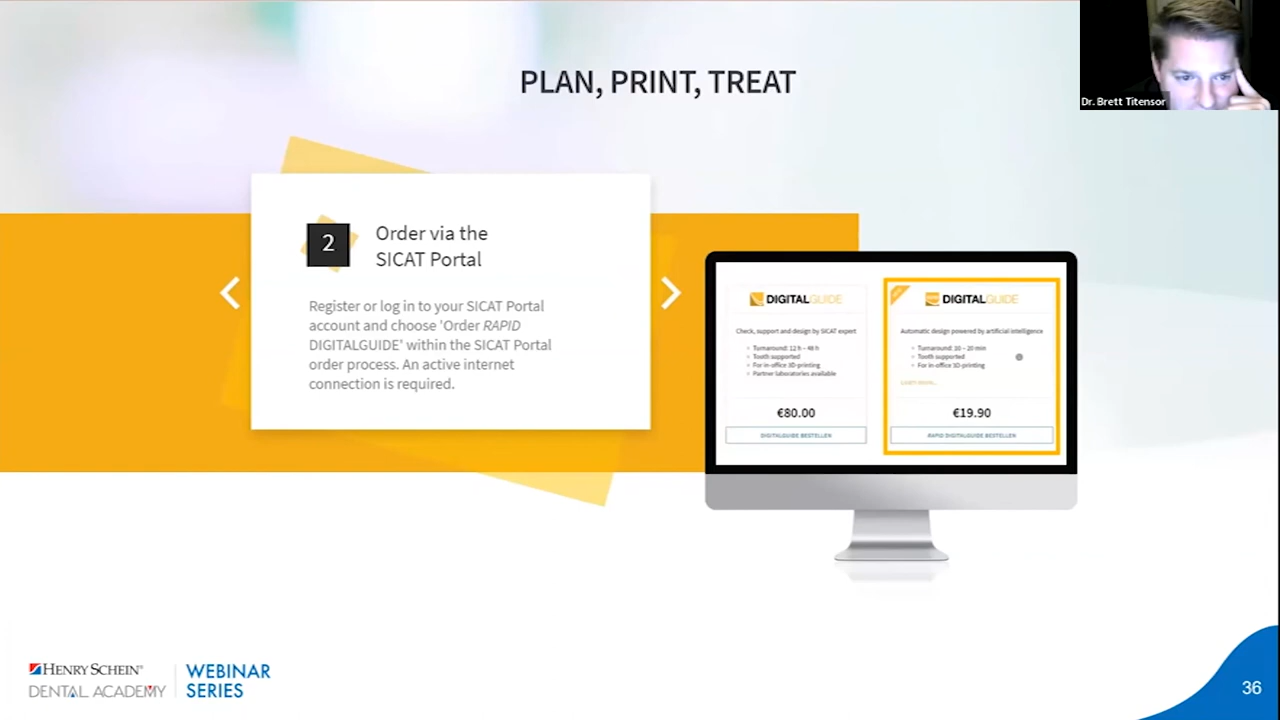 PLAN, PRINT, TREAT
Dr. Brett Titensor
2
Order via the
SICAT Portal
Register or log in to your SICAT Portal
account and choose 'Order RAPID
DIGITALGUIDE' within the SICAT Portal
order process. An active internet
connection is required.
DIGITALGUIDE
Check, support and design by SICAT expert
Turnaround: 12 h – 48 h
Tooth supported
For in-office 3D-printing
Partner laboratories available
€80.00
DIGITALGUIDE BESTELLEN
DIGITALGUIDE
Automatic design powered by artificial intelligence
Turnaround: 10 – 20 min
Tooth supported
For in-office 3D-printing
Learn more...
€19.90
RAPID DIGITALGUIDE BESTELLEN
HENRY SCHEIN®
DENTAL ACADEMY
WEBINAR
SERIES
36